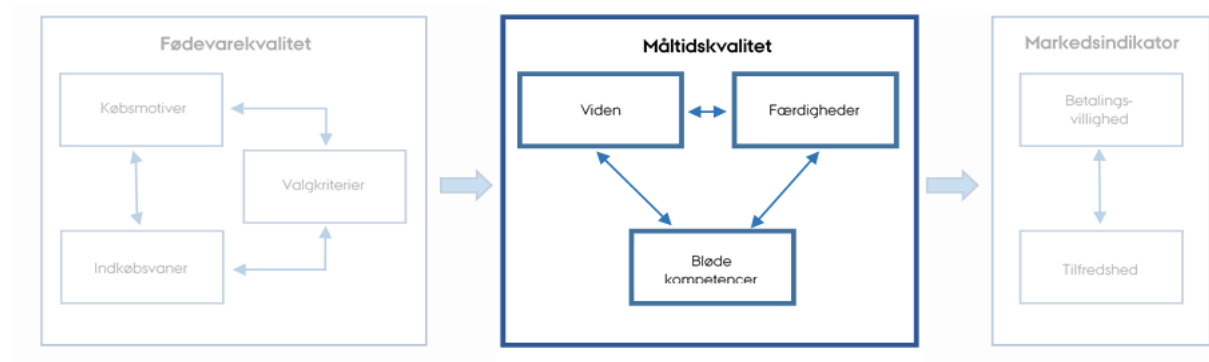 Fødevarekvalitet
Købsmotiver
Valgkriterier
Indkøbsvaner
Måltidskvalitet
Viden
Færdigheder
Bløde
kompetencer
Markedsindikator
Betalings-
villighed
Tilfredshed